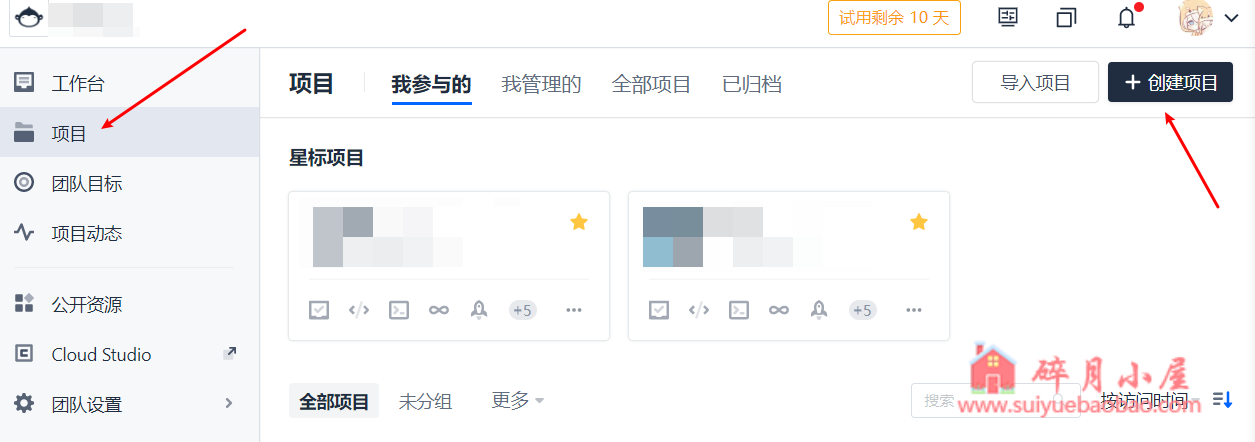 试用剩余 10 天
工作台
项目
团队目标
项目动态
公开资源
Cloud Studio
团队设置
项目 我参与的 我管理的 全部项目 已归档 导入项目 + 创建项目
星标项目
+5
+5
全部项目 未分组 更多 搜索 按访问时间
碎月小屋
www.suiyuebaobao.com